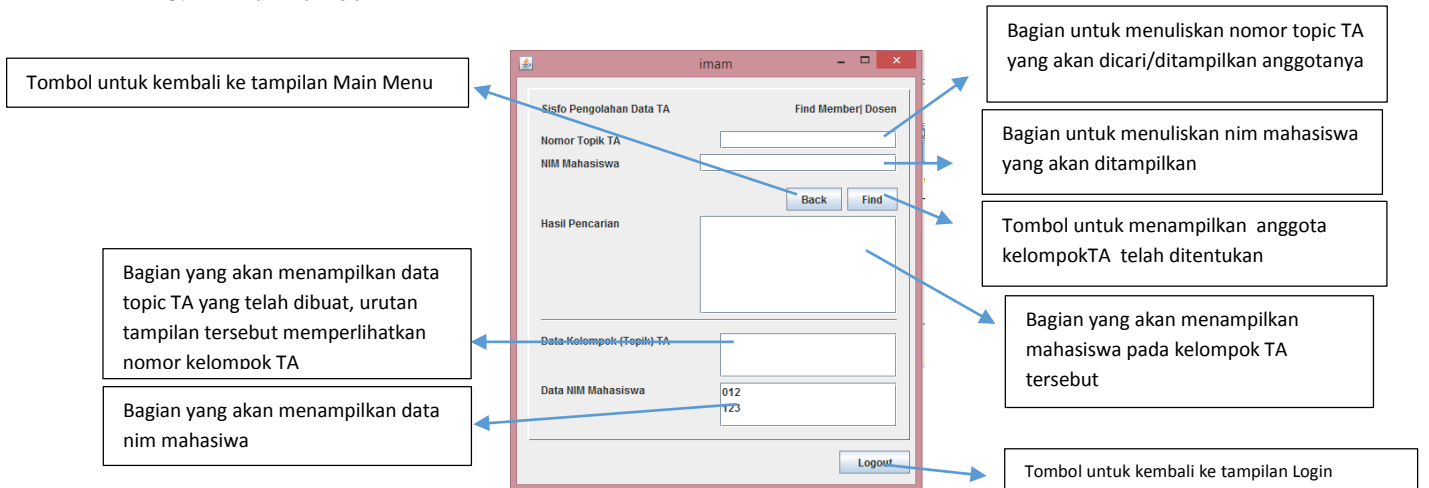 Bagian untuk menuliskan nomor topic TA
yang akan dicari/ditampilkan anggotanya
Tombol untuk kembali ke tampilan Main Menu
imam
Sisfo Pengolahan Data TA
Find Member| Dosen
Nomor Topik TA
NIM Mahasiswa
Bagian untuk menuliskan nim mahasiswa
yang akan ditampilkan
Back
Find
Hasil Pencarian
Tombol untuk menampilkan anggota
kelompokTA telah ditentukan
Bagian yang akan menampilkan data
topic TA yang telah dibuat, urutan
tampilan tersebut memperlihatkan
nomor kelompok TA
Bagian yang akan menampilkan
mahasiswa pada kelompok TA
tersebut
Data Kelompok (Topik) TA
Data NIM Mahasiswa
012
123
Bagian yang akan menampilkan data
nim mahasiwa
Logout
Tombol untuk kembali ke tampilan Login